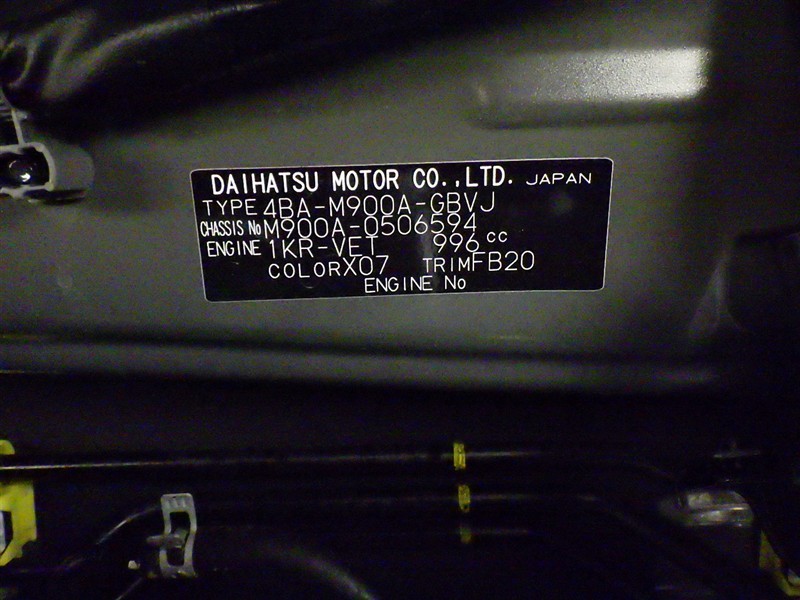 DAIHATSU MOTOR CO.,LTD. JAPAN
TYPE 4BA-M900A-GBVJ
CHASSIS No M900A-0506594
ENGINE 1KR-VET 996 cc
COLOR X07 TRIM FB20
ENGINE No